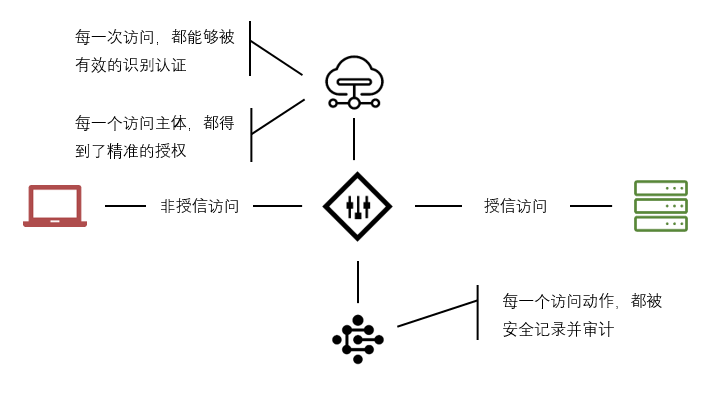 每一次访问，都能够被
有效的识别认证
每一个访问主体，都得
到了精准的授权
非授信访问
授信访问
每一个访问动作，都被
安全记录并审计